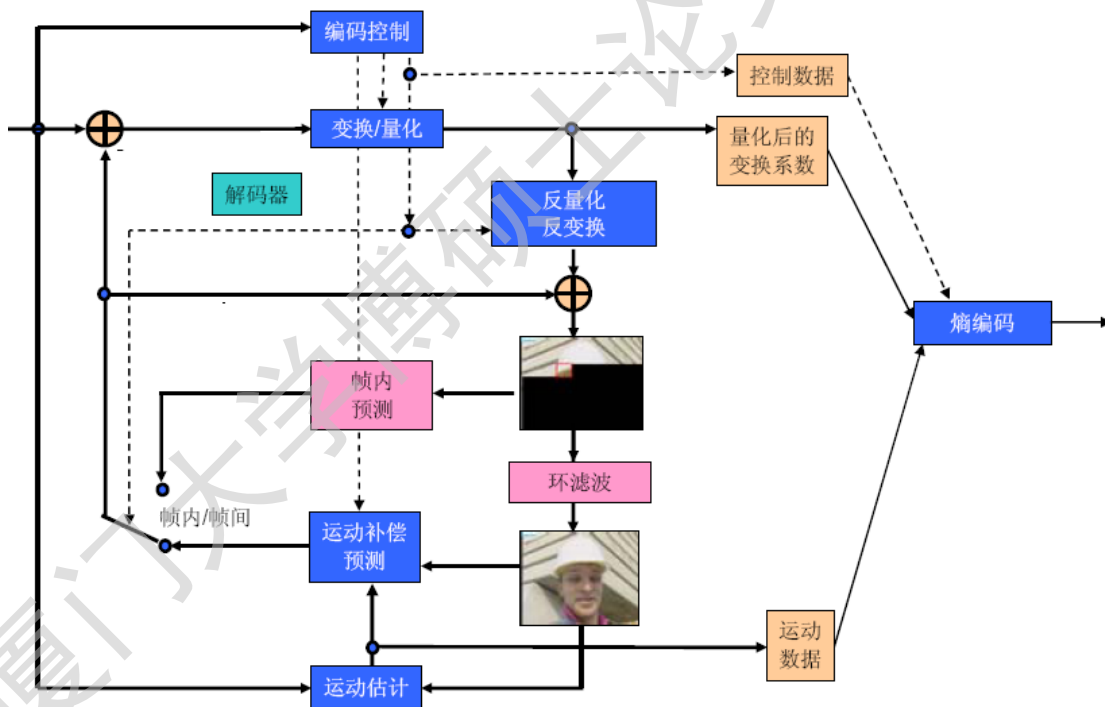 编码控制
控制数据
变换/量化
量化后的
变换系数
解码器
反量化
反变换
熵编码
帧内
预测
环滤波
帧内/帧间
运动补偿
预测
运动
数据
运动估计
厦门大学博硕士论文